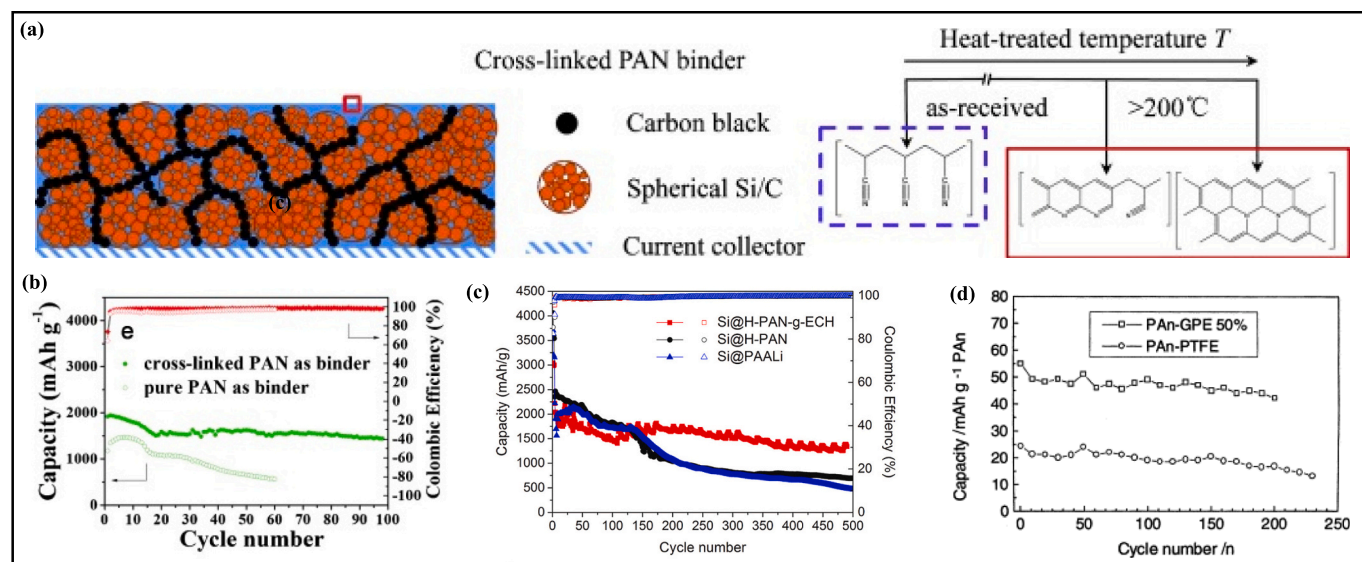 (a)
Cross-linked PAN binder
Carbon black
Spherical Si/C
Current collector
(c)
Heat-treated temperature T
as-received
>200℃
C C C
N N N
N N N
(b)
e
Capacity (mAh g-1)
4000
3000
2000
1000
0
cross-linked PAN as binder
pure PAN as binder
100
80
60
40
20
0
-20
-40
-60
-80
-100
Colombic Efficiency (%)
0 10 20 30 40 50 60 70 80 90 100
Cycle number
(c)
Capacity (mAh/g)
4500
4000
3500
3000
2500
2000
1500
1000
500
0
Si@H-PAN-g-ECH
Si@H-PAN
Si@PAALi
100
80
60
40
20
0
Coulombic Effciency (%)
0 50 100 150 200 250 300 350 400 450 500
Cycle number
(d)
Capacity /mAh g -1 PAn
80
70
60
50
40
30
20
10
0
PAn-GPE 50%
PAn-PTFE
0 50 100 150 200 250
Cycle number /n